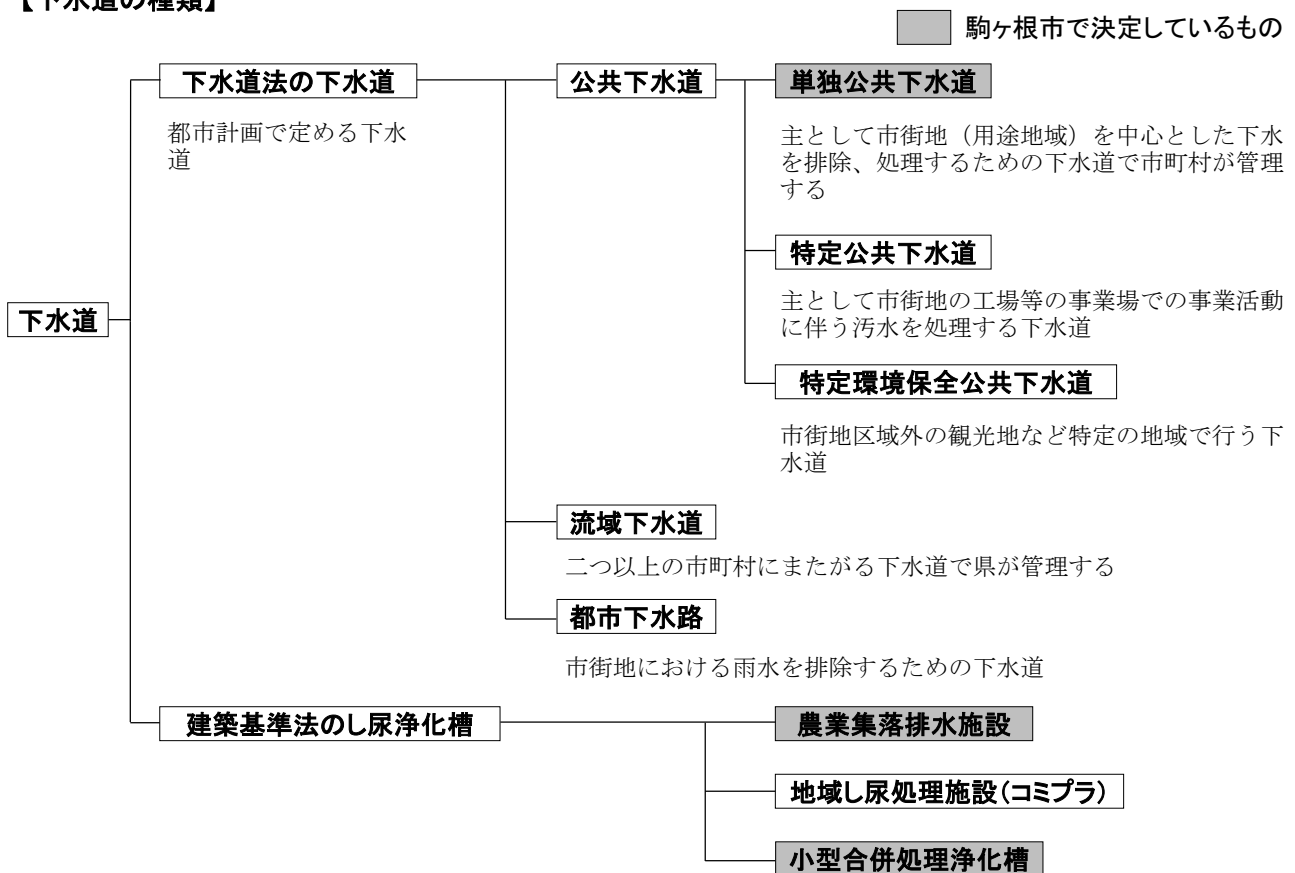 【下水道の種類】
駒ヶ根市で決定しているもの
下水道
下水道法の下水道
都市計画で定める下水
道
公共下水道
単独公共下水道
主として市街地（用途地域）を中心とした下水
を排除、処理するための下水道で市町村が管理
する
特定公共下水道
主として市街地の工場等の事業場での事業活動
に伴う汚水を処理する下水道
特定環境保全公共下水道
市街地区域外の観光地など特定の地域で行う下
水道
流域下水道
二つ以上の市町村にまたがる下水道で県が管理する
都市下水路
市街地における雨水を排除するための下水道
建築基準法のし尿浄化槽
農業集落排水施設
地域し尿処理施設（コミプラ）
小型合併処理浄化槽